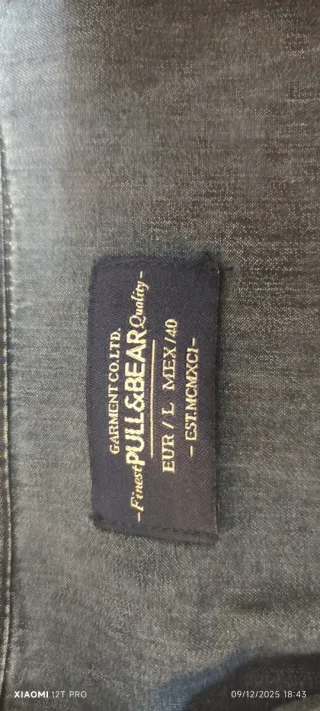 GARMENT CO.LTD.
-Finest PULL&BEAR Quality-
EUR / L MEX / 40
- EST.MCMXCI -
XIAOMI 12T PRO
09/12/2025 18:43